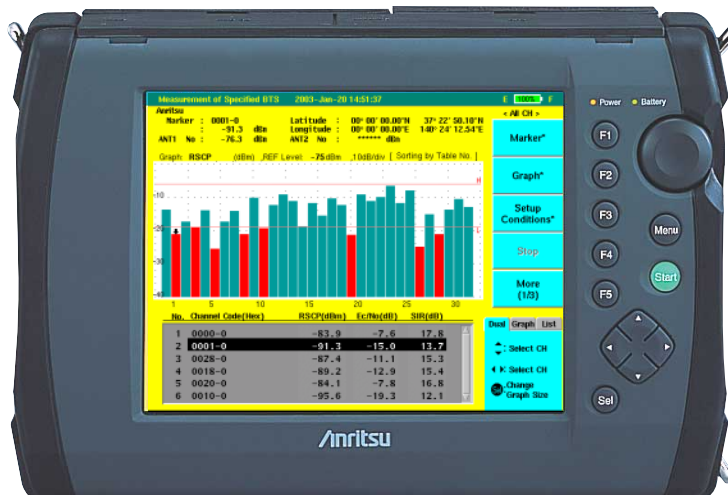 Measurement of Specified BTS 2003-Jan-20 14:51:37 E 100% F
Anritsu < All CH >
Marker : 0001-0 Latitude : 00° 00' 00.00"N 37° 22' 50.10"N
: -91.3 dBm Longitude : 00° 00' 00.00"E 140° 24' 12.54"E
ANT1 No : -76.3 dBm ANT2 No : ****** dBm
Graph: RSCP (dBm) ,REF Level: -75dBm ,10dB/div [ Sorting by Table No. ]
H
-10
L
-20
-30
-40
1 5 10 15 20 25 30
No. Channel Code(Hex) RSCP(dBm) Ec/No(dB) SIR(dB)
1 0000-0 -83.9 -7.6 17.8
2 0001-0 -91.3 -15.0 13.7
3 0028-0 -87.4 -11.1 15.3
4 0018-0 -89.2 -12.9 15.4
5 0020-0 -84.1 -7.8 16.8
6 0010-0 -95.6 -19.3 12.1
Marker*
Graph*
Setup
Conditions*
Stop
More
(1/3)
Dual Graph List
: Select CH
: Select CH
Sel :Change
Graph Size
Power Battery
F1
F2
F3
Menu
F4
Start
F5
Sel
Anritsu